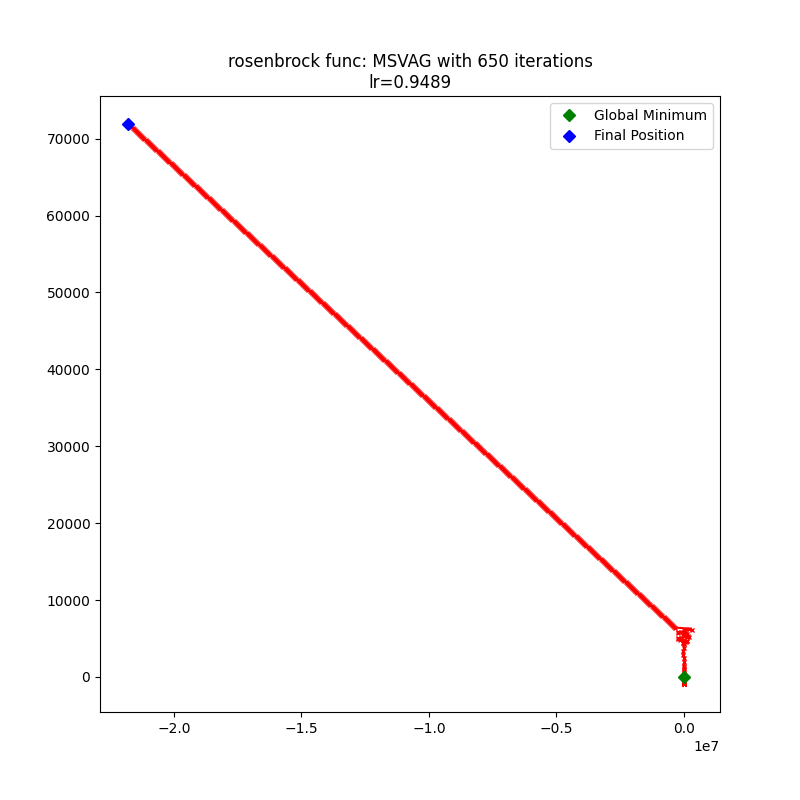 rosenbrock func: MSVAG with 650 iterations
lr=0.9489
Global Minimum
Final Position
70000
60000
50000
40000
30000
20000
10000
0
−2.0 −1.5 −1.0 −0.5 0.0
1e7